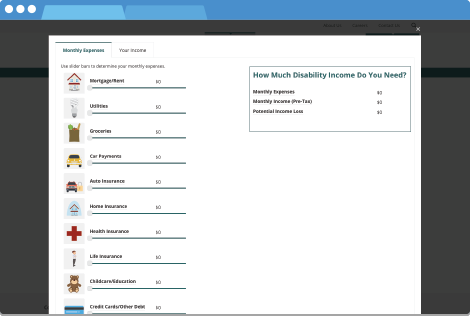 Monthly Expenses
Your Income
Use slider bars to determine your monthly expenses.
Mortgage/Rent $0
Utilities $0
Groceries $0
Car Payments $0
Auto Insurance $0
Home Insurance $0
Health Insurance $0
Life Insurance $0
Childcare/Education $0
Credit Cards/Other Debt $0
How Much Disability Income Do You Need?
Monthly Expenses $0
Monthly Income (Pre-Tax) $0
Potential Income Loss $0